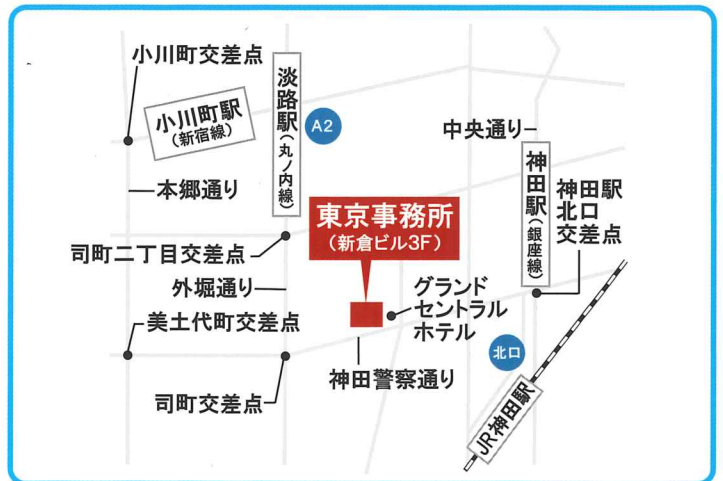 小川町交差点
小川町駅
(新宿線)
淡路駅(丸ノ内線)
A2
中央通り
神田駅(銀座線)
神田駅
北口
交差点
本郷通り
東京事務所
(新倉ビル3F)
司町二丁目交差点
外堀通り
グランド
セントラル
ホテル
美土代町交差点
北口
神田警察通り
司町交差点
JR神田駅